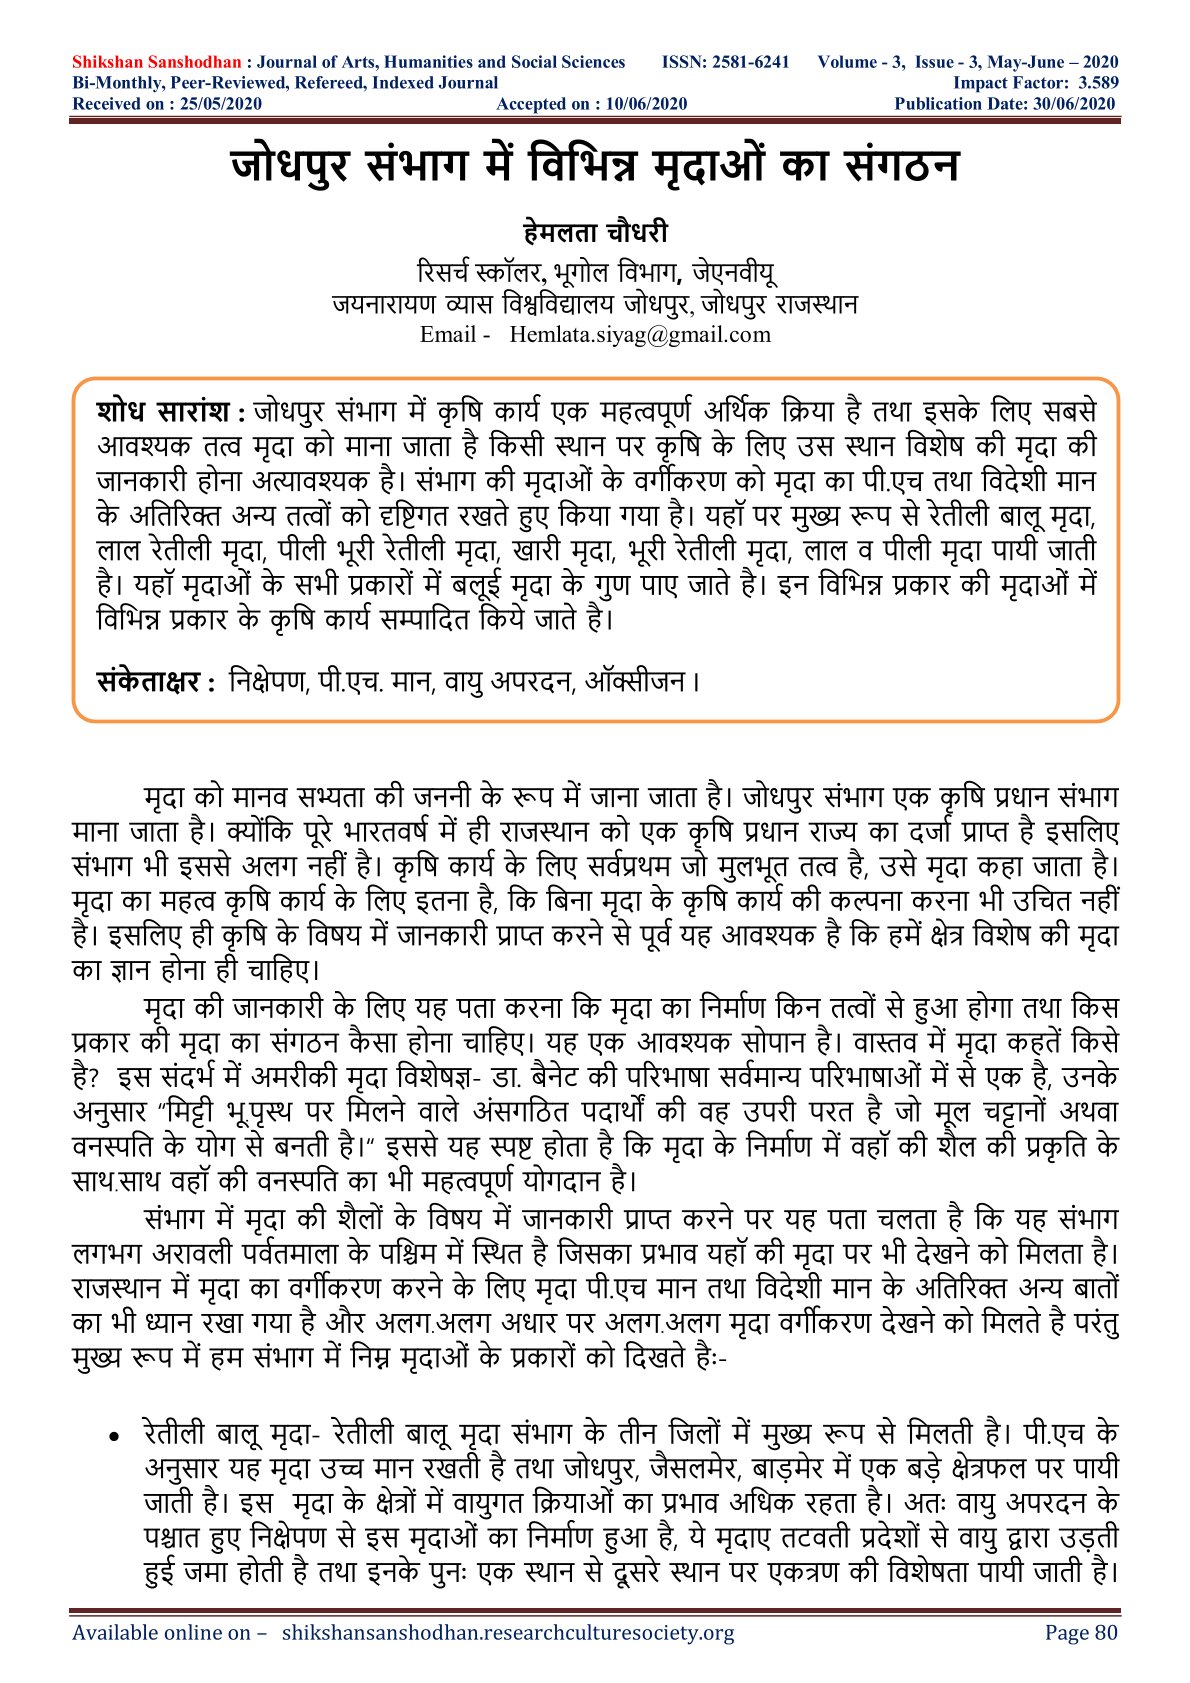 Shikshan Sanshodhan : Journal of Arts, Humanities and Social Sciences ISSN: 2581-6241 Volume - 3, Issue - 3, May-June – 2020
Bi-Monthly, Peer-Reviewed, Refereed, Indexed Journal Impact Factor: 3.589
Received on : 25/05/2020 Accepted on : 10/06/2020 Publication Date: 30/06/2020
जोधपुर संभाग में विभिन्न मृदाओं का संगठन
हेमलता चौधरी
रिसर्च स्कॉलर, भूगोल विभाग, जेएनवीयू
जयनारायण व्यास विश्वविद्यालय जोधपुर, जोधपुर राजस्थान
Email - Hemlata.siyag@gmail.com
शोध सारांश : जोधपुर संभाग में कृषि कार्य एक महत्वपूर्ण अर्थिक क्रिया है तथा इसके लिए सबसे
आवश्यक तत्व मृदा को माना जाता है किसी स्थान पर कृषि के लिए उस स्थान विशेष की मृदा की
जानकारी होना अत्यावश्यक है। संभाग की मृदाओं के वर्गीकरण को मृदा का पी.एच तथा विदेशी मान
के अतिरिक्त अन्य तत्वों को दृष्टिगत रखते हुए किया गया है। यहॉ पर मुख्य रूप से रेतीली बालू मृदा,
लाल रेतीली मृदा, पीली भूरी रेतीली मृदा, खारी मृदा, भूरी रेतीली मृदा, लाल व पीली मृदा पायी जाती
है। यहॉ मृदाओं के सभी प्रकारों में बलूई मृदा के गुण पाए जाते है। इन विभिन्न प्रकार की मृदाओं में
विभिन्न प्रकार के कृषि कार्य सम्पादित किये जाते है।
संकेताक्षर : निक्षेपण, पी.एच. मान, वायु अपरदन, ऑक्सीजन ।
मृदा को मानव सभ्यता की जननी के रूप में जाना जाता है। जोधपुर संभाग एक कृषि प्रधान संभाग
माना जाता है। क्योंकि पूरे भारतवर्ष में ही राजस्थान को एक कृषि प्रधान राज्य का दर्जा प्राप्त है इसलिए
संभाग भी इससे अलग नहीं है। कृषि कार्य के लिए सर्वप्रथम जो मुलभूत तत्व है, उसे मृदा कहा जाता है।
मृदा का महत्व कृषि कार्य के लिए इतना है, कि बिना मृदा के कृषि कार्य की कल्पना करना भी उचित नहीं
है। इसलिए ही कृषि के विषय में जानकारी प्राप्त करने से पूर्व यह आवश्यक है कि हमें क्षेत्र विशेष की मृदा
का ज्ञान होना ही चाहिए।
मृदा की जानकारी के लिए यह पता करना कि मृदा का निर्माण किन तत्वों से हुआ होगा तथा किस
प्रकार की मृदा का संगठन कैसा होना चाहिए। यह एक आवश्यक सोपान है। वास्तव में मृदा कहतें किसे
है? इस संदर्भ में अमरीकी मृदा विशेषज्ञ- डा. बैनेट की परिभाषा सर्वमान्य परिभाषाओं में से एक है, उनके
अनुसार “मिट्टी भू.पृस्थ पर मिलने वाले अंसगठित पदार्थों की वह उपरी परत है जो मूल चट्टानों अथवा
वनस्पति के योग से बनती है।“ इससे यह स्पष्ट होता है कि मृदा के निर्माण में वहॉ की शैल की प्रकृति के
साथ.साथ वहॉ की वनस्पति का भी महत्वपूर्ण योगदान है।
संभाग में मृदा की शैलों के विषय में जानकारी प्राप्त करने पर यह पता चलता है कि यह संभाग
लगभग अरावली पर्वतमाला के पश्चिम में स्थित है जिसका प्रभाव यहॉ की मृदा पर भी देखने को मिलता है।
राजस्थान में मृदा का वर्गीकरण करने के लिए मृदा पी.एच मान तथा विदेशी मान के अतिरिक्त अन्य बातों
का भी ध्यान रखा गया है और अलग.अलग अधार पर अलग.अलग मृदा वर्गीकरण देखने को मिलते है परंतु
मुख्य रूप में हम संभाग में निम्न मृदाओं के प्रकारों को दिखते हैः-
• रेतीली बालू मृदा- रेतीली बालू मृदा संभाग के तीन जिलों में मुख्य रूप से मिलती है। पी.एच के
अनुसार यह मृदा उच्च मान रखती है तथा जोधपुर, जैसलमेर, बाड़मेर में एक बड़े क्षेत्रफल पर पायी
जाती है। इस मृदा के क्षेत्रों में वायुगत क्रियाओं का प्रभाव अधिक रहता है। अतः वायु अपरदन के
पश्चात हुए निक्षेपण से इस मृदाओं का निर्माण हुआ है, ये मृदाए तटवती प्रदेशों से वायु द्वारा उड़ती
हुई जमा होती है तथा इनके पुनः एक स्थान से दूसरे स्थान पर एकत्रण की विशेषता पायी जाती है।
Available online on – shikshansanshodhan.researchculturesociety.org Page 80